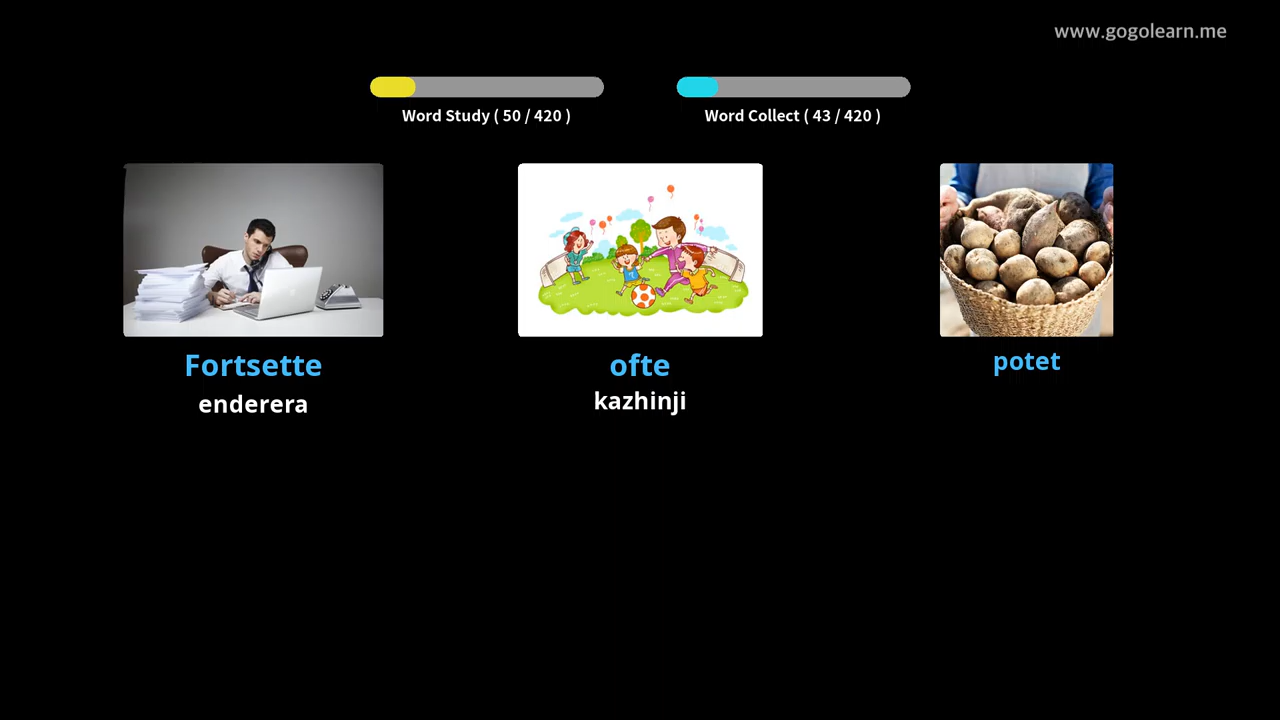 www.gogolearn.me
Word Study ( 50 / 420 )
Word Collect ( 43 / 420 )
Fortsette
enderera
ofte
kazhinji
potet